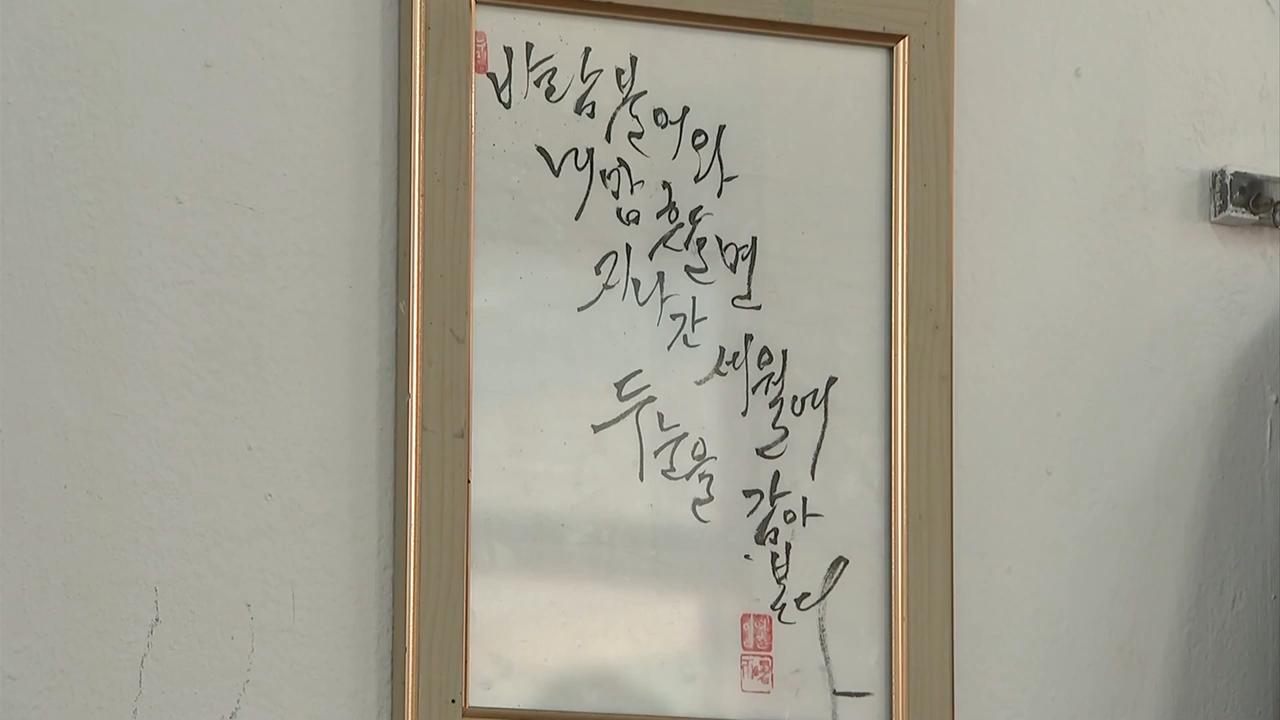 바람 불어와
내 맘 흔들면
지나간 세월에
두 눈을 감아본다